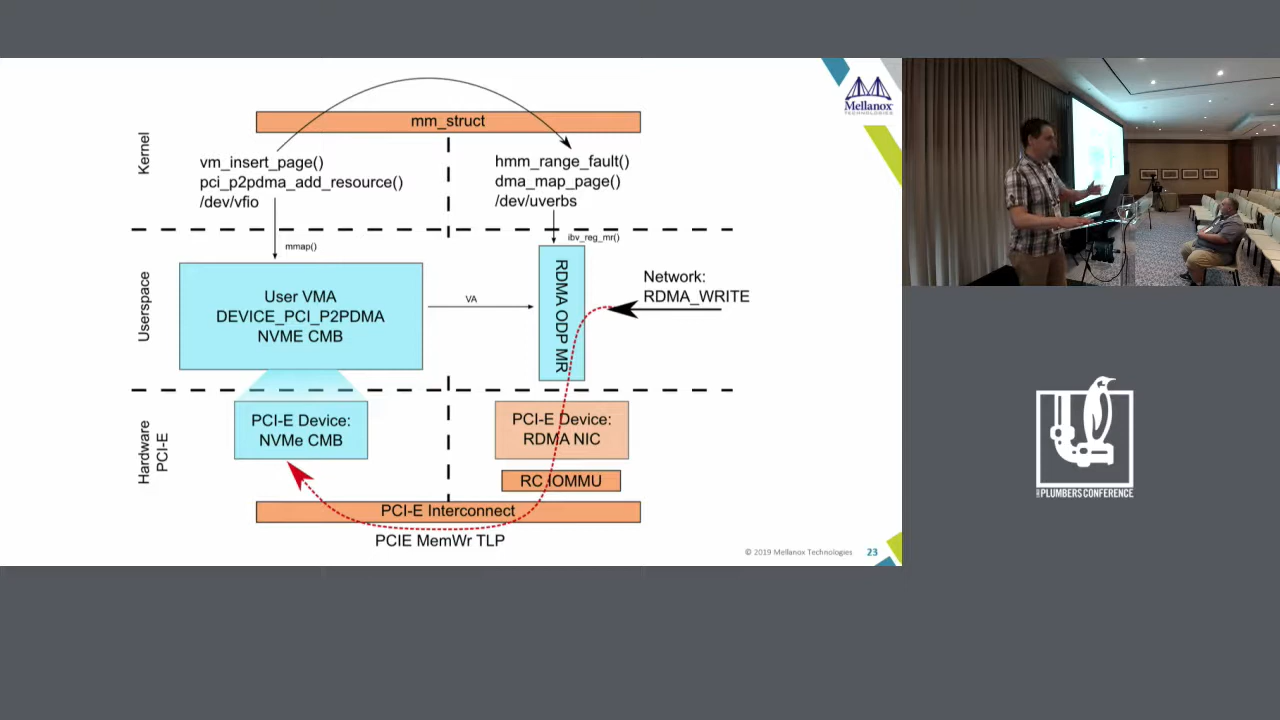 mm_struct
Kernel
vm_insert_page()
pci_p2pdma_add_resource()
/dev/vfio
hmm_range_fault()
dma_map_page()
/dev/uverbs
mmap()
ibv_reg_mr()
Userspace
User VMA
DEVICE_PCI_P2PDMA
NVME CMB
VA
RDMA ODP MR
Network:
RDMA_WRITE
Hardware
PCI-E
PCI-E Device:
NVMe CMB
PCI-E Device:
RDMA NIC
RC IOMMU
PCI-E Interconnect
PCIE MemWr TLP
© 2019 Mellanox Technologies 23
Mellanox
TECHNOLOGIES
PLUMBERS CONFERENCE